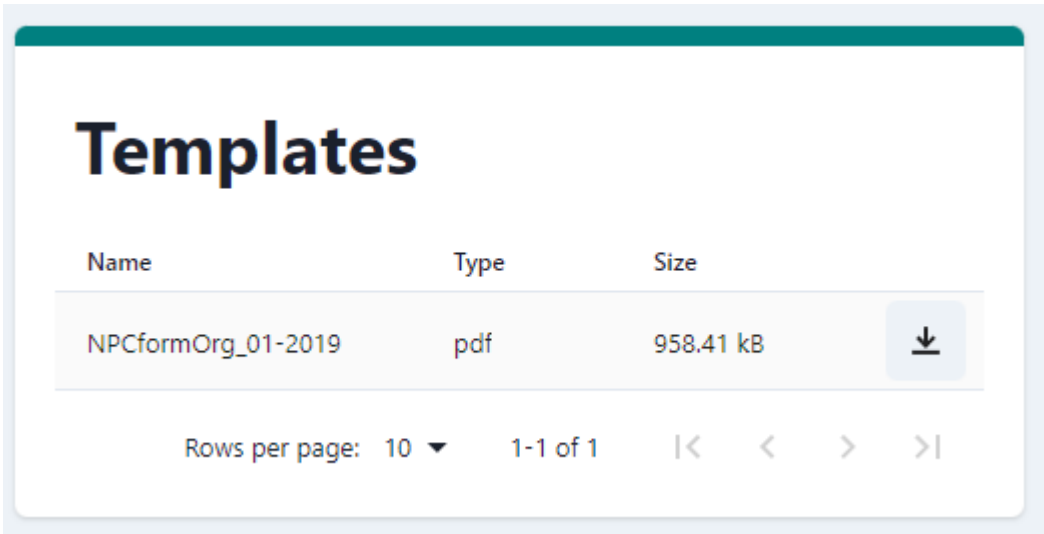 Templates
Name Type Size
NPCformOrg_01-2019 pdf 958.41 kB
Rows per page: 10 1-1 of 1